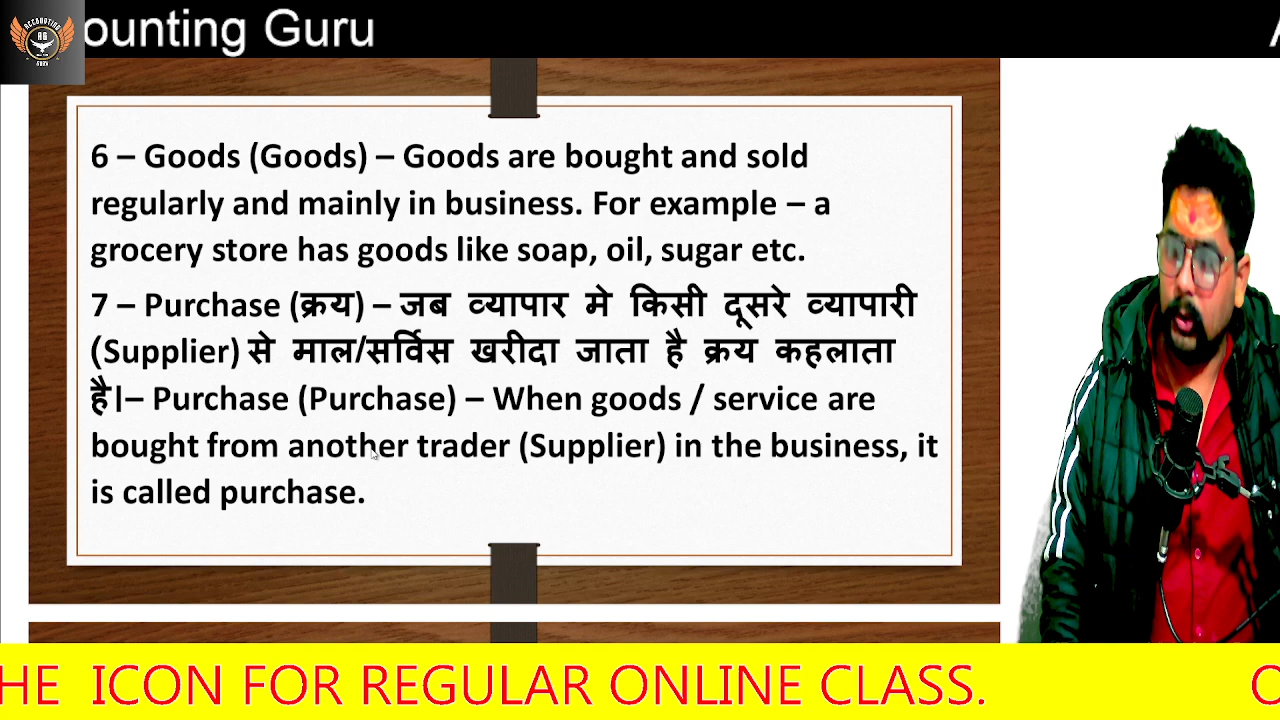 ounting Guru
ACCOUNTING
AG
GURU
6 – Goods (Goods) – Goods are bought and sold
regularly and mainly in business. For example – a
grocery store has goods like soap, oil, sugar etc.
7 – Purchase (क्रय) – जब व्यापार मे किसी दूसरे व्यापारी
(Supplier) से माल/सर्विस खरीदा जाता है क्रय कहलाता
है।– Purchase (Purchase) – When goods / service are
bought from another trader (Supplier) in the business, it
is called purchase.
HE ICON FOR REGULAR ONLINE CLASS.